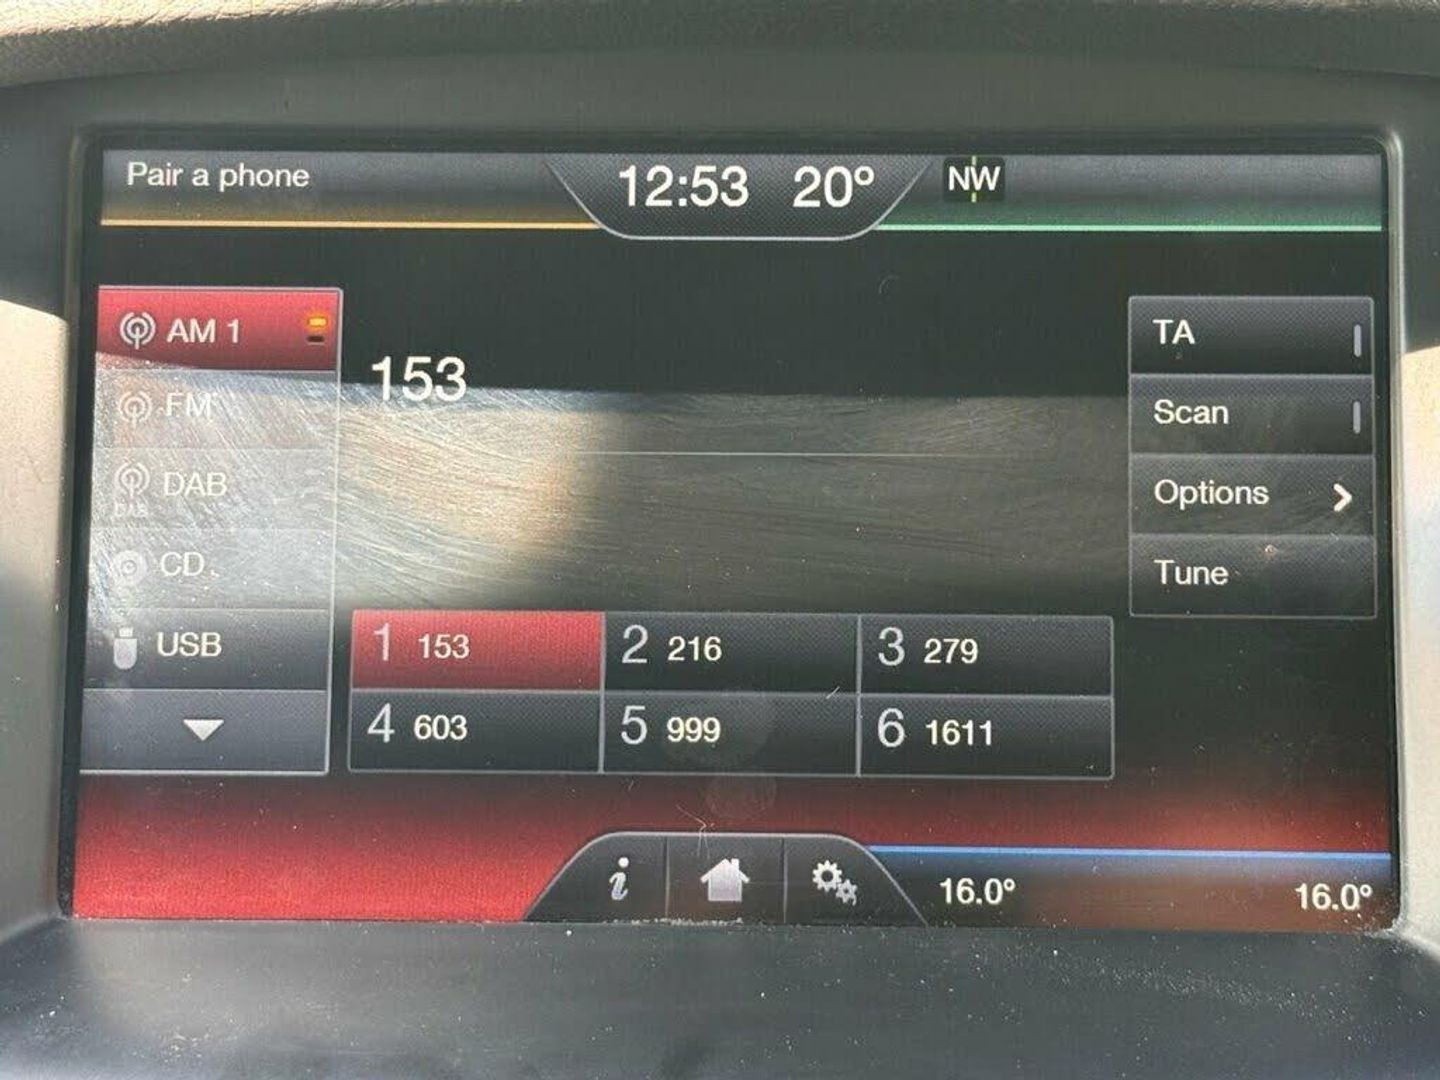 Pair a phone
12:53 20° NW
AM 1
FM
DAB
DAB
CD
USB
153
TA
Scan
Options
Tune
1 153
2 216
3 279
4 603
5 999
6 1611
i
16.0°
16.0°